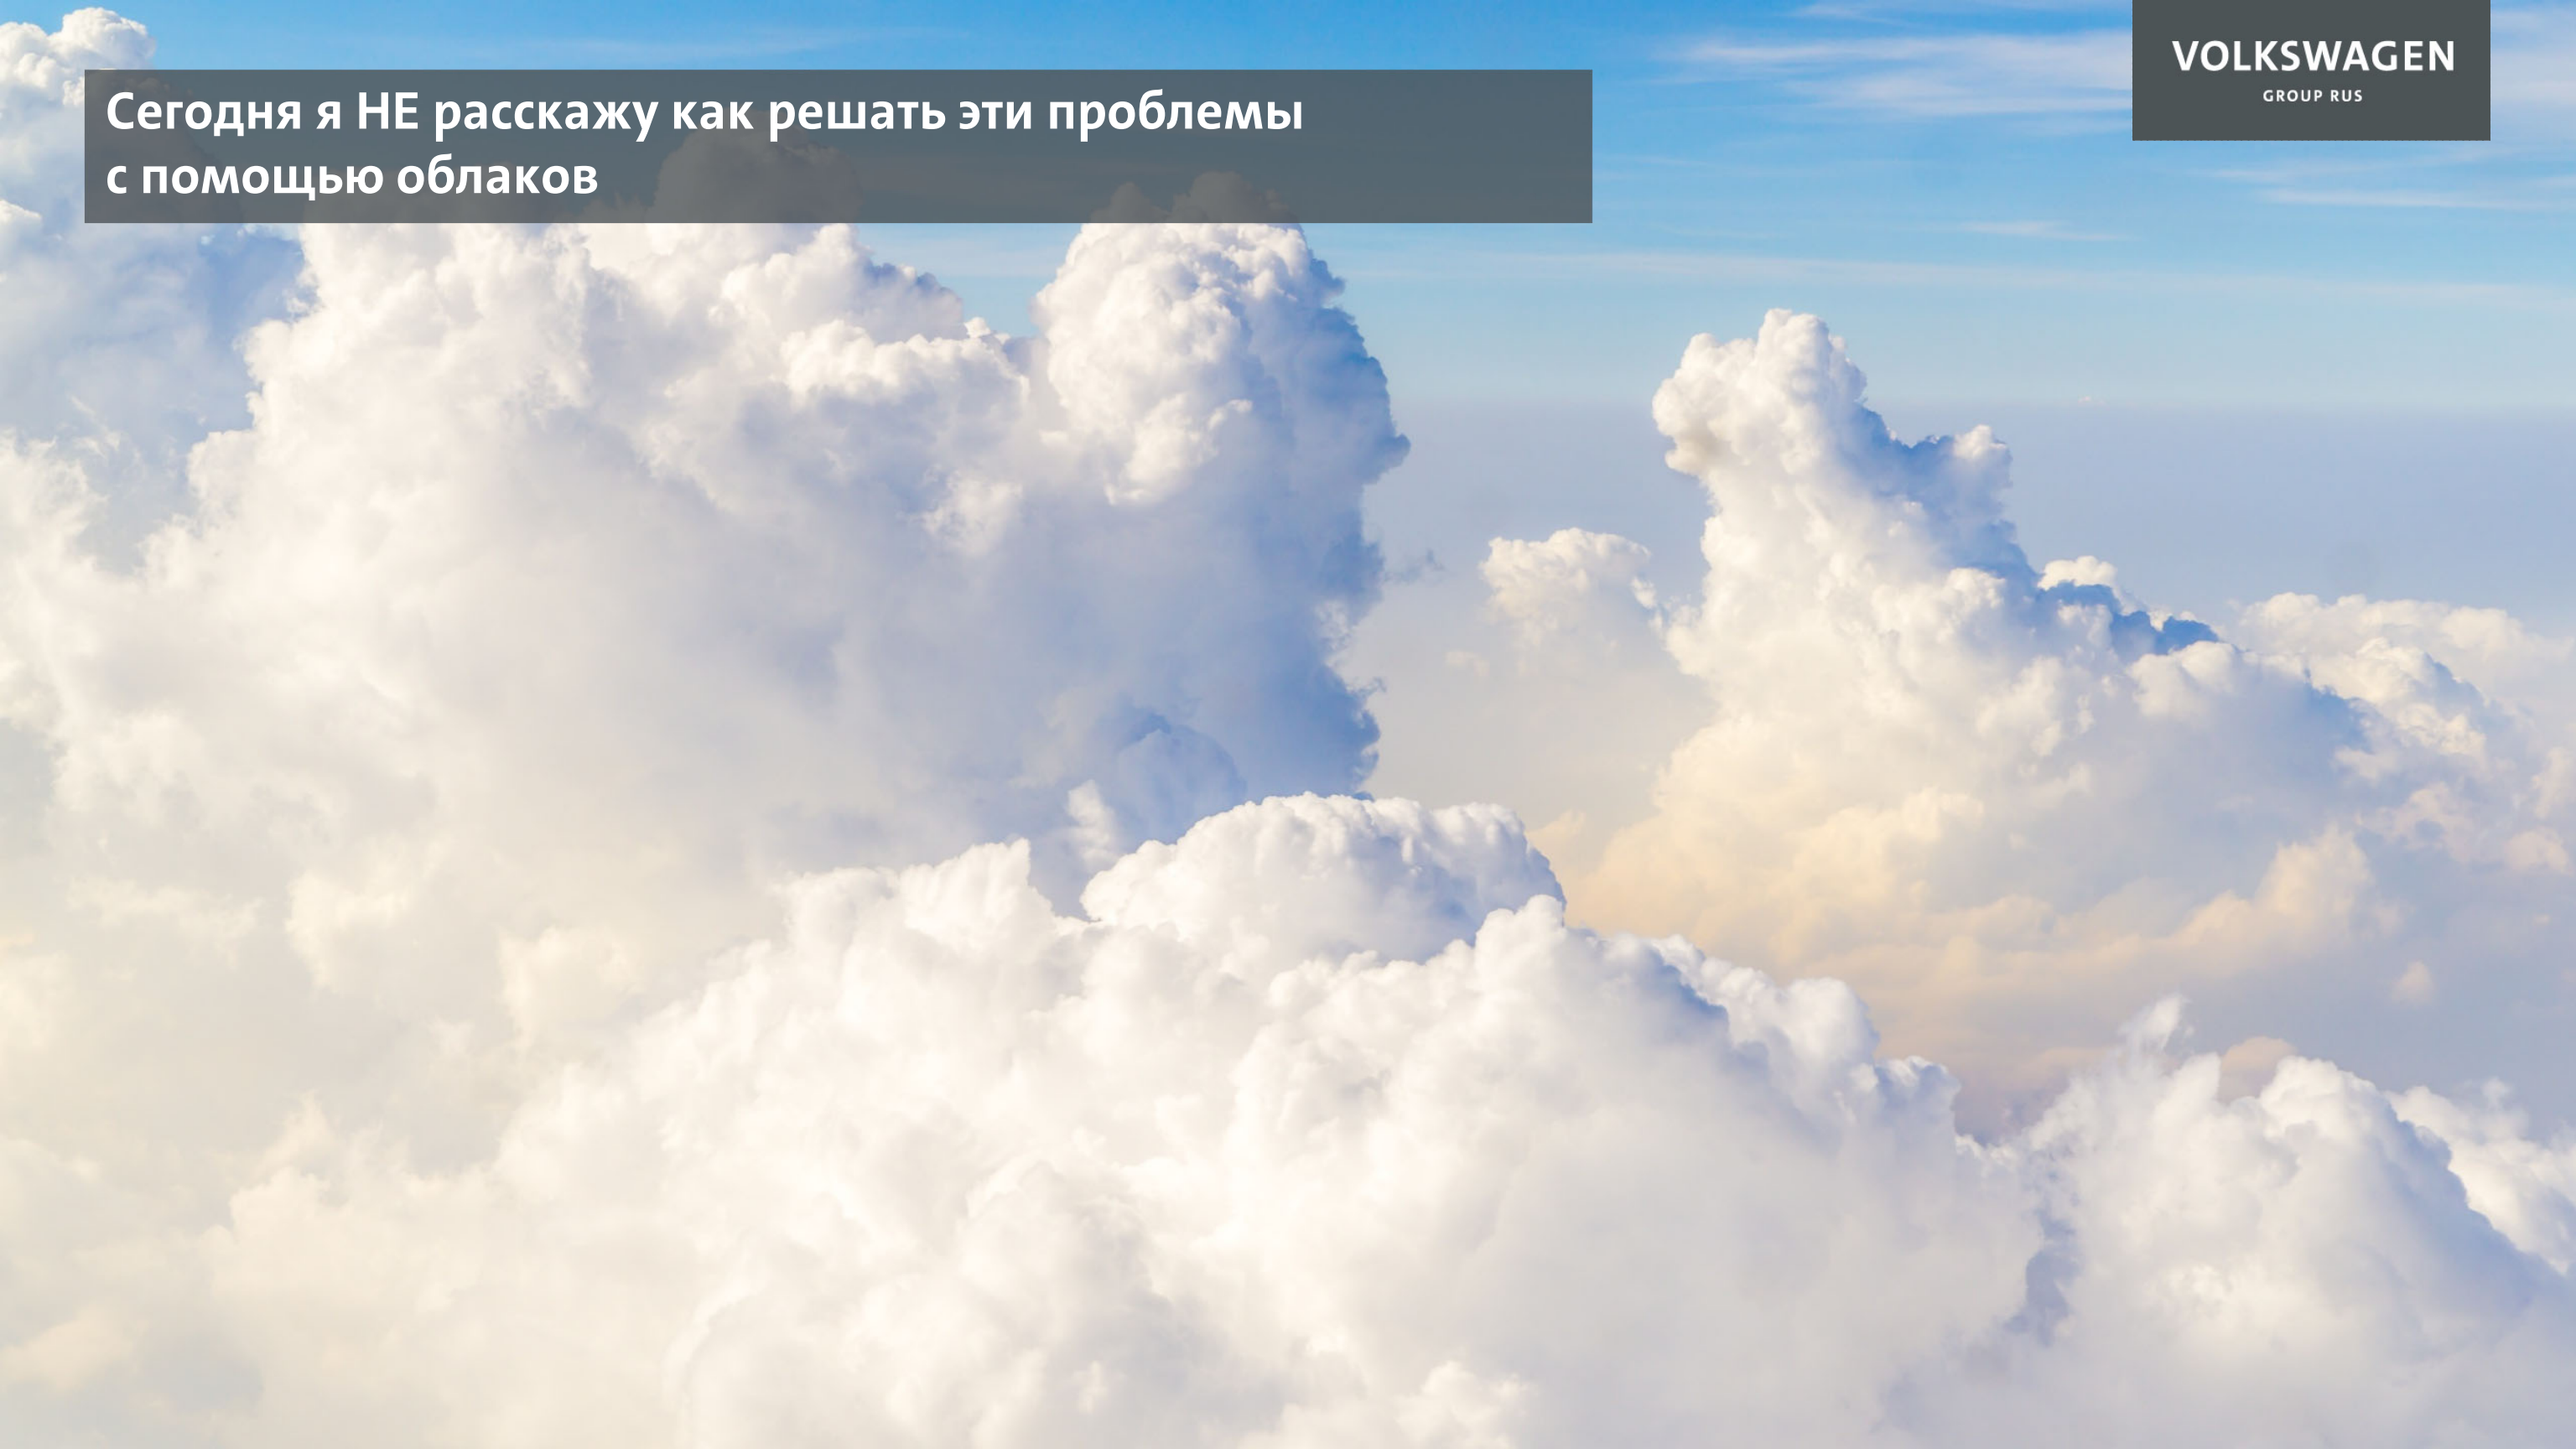 Сегодня я НЕ расскажу как решать эти проблемы
с помощью облаков
VOLKSWAGEN
GROUP RUS